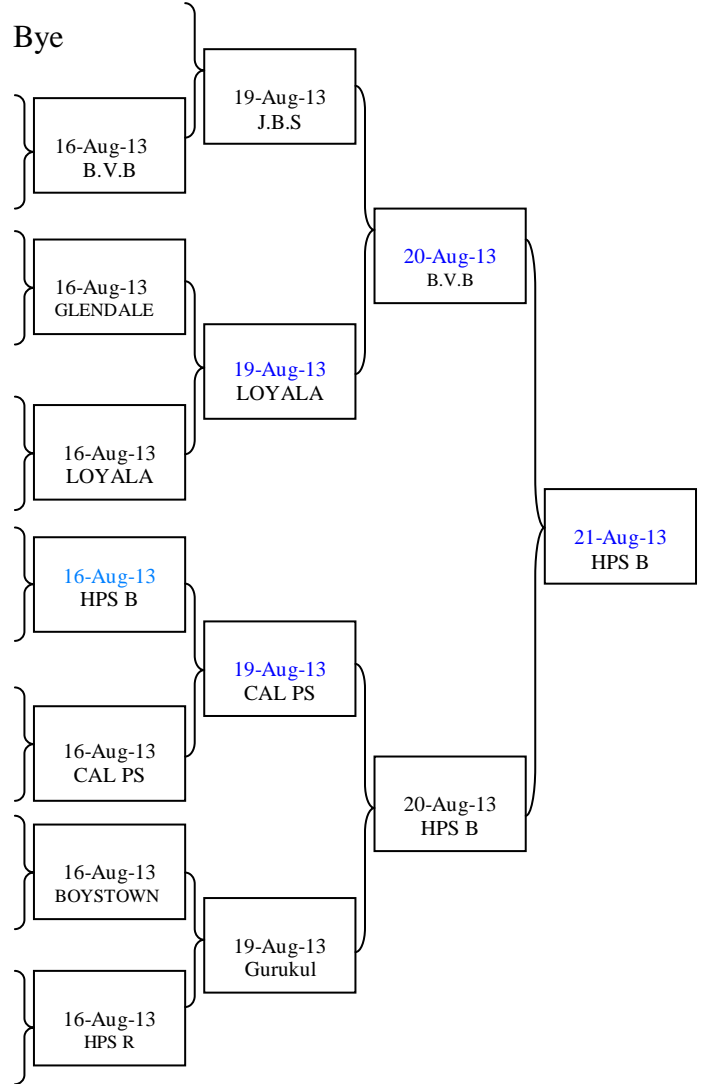 Bye
16-Aug-13
B.V.B
16-Aug-13
GLENDALE
16-Aug-13
LOYALA
16-Aug-13
HPS B
16-Aug-13
CAL PS
16-Aug-13
BOYSTOWN
16-Aug-13
HPS R
19-Aug-13
J.B.S
19-Aug-13
LOYALA
19-Aug-13
CAL PS
19-Aug-13
Gurukul
20-Aug-13
B.V.B
20-Aug-13
HPS B
21-Aug-13
HPS B